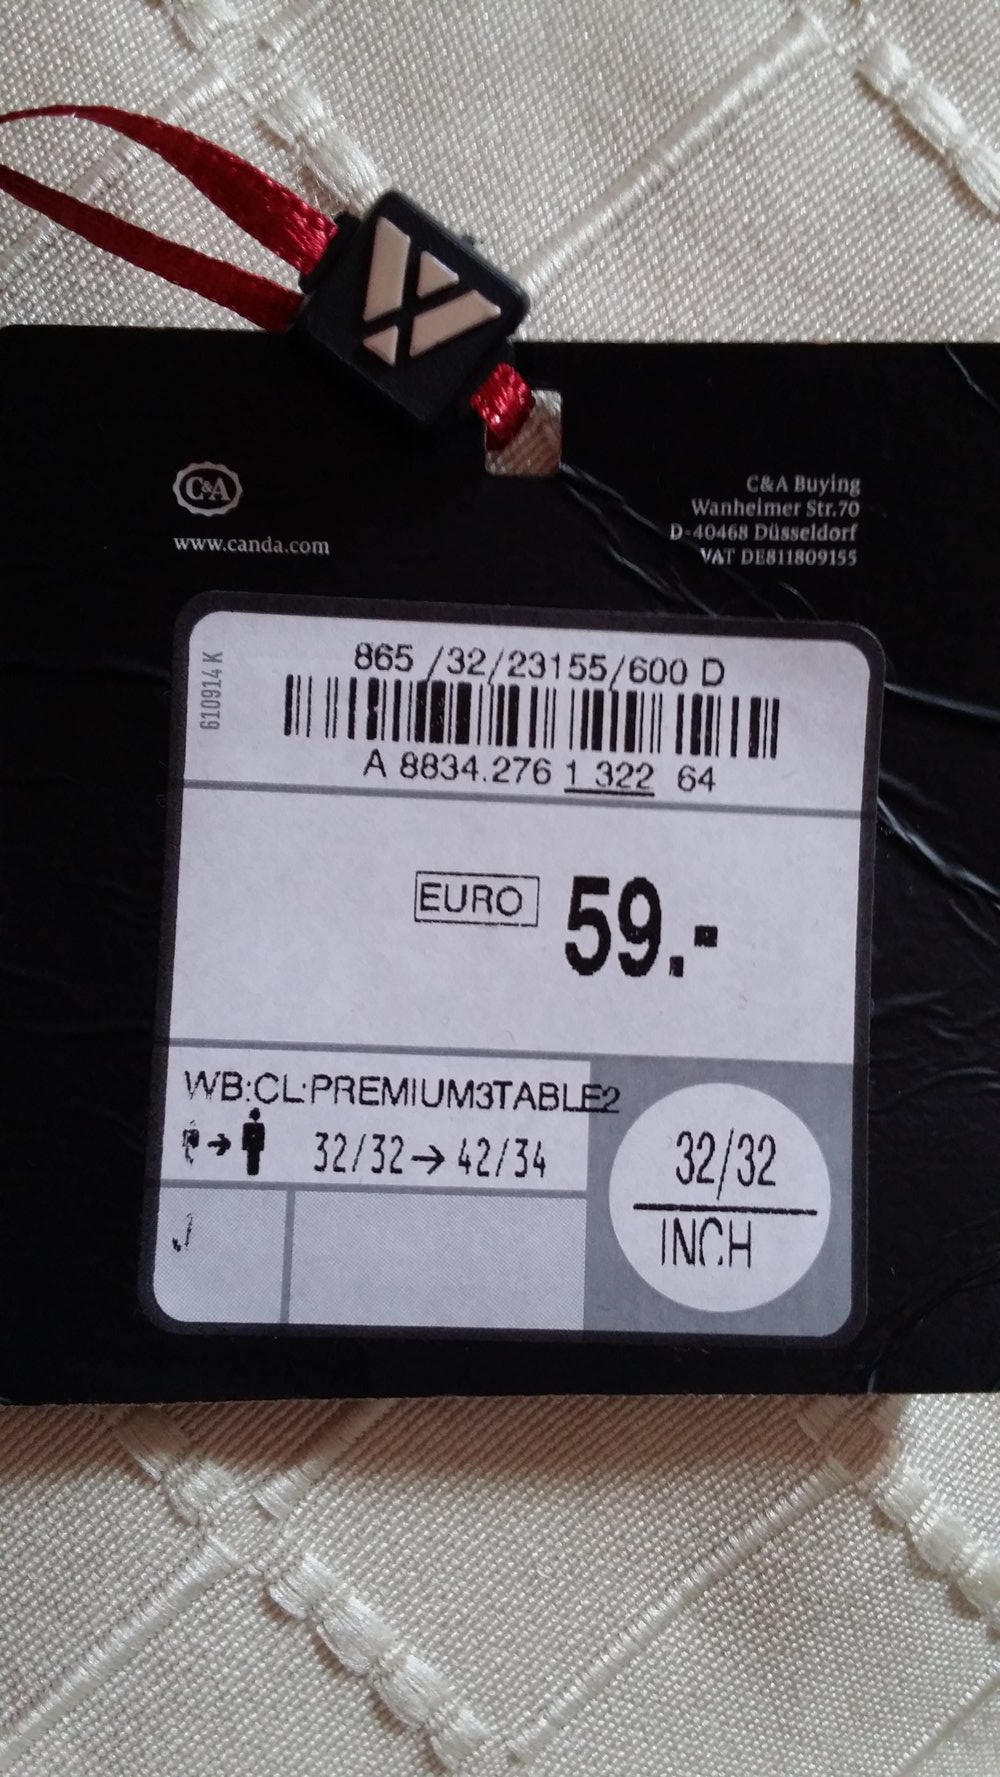 C&A
www.canda.com
C&A Buying
Wanheimer Str.70
D-40468 Düsseldorf
VAT DE811809155
610914 K
865 /32/23155/600 D
A 8834.276 1 322 64
EURO 59.-
WB:CL:PREMIUM3TABLE2
32/32→42/34
32/32
INCH
J